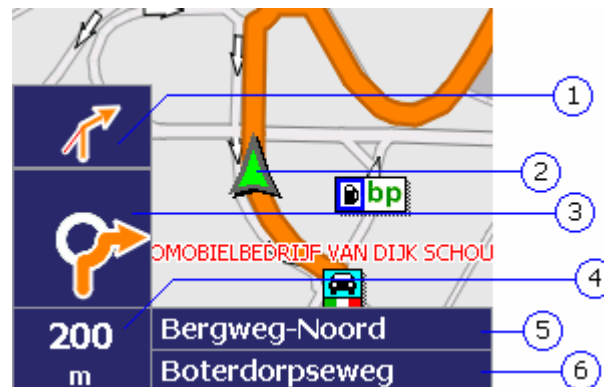 1
2
bp
3
OMOBIELBEDRIJF VAN DIJK SCHOU
4
200
m
Bergweg-Noord
5
Boterdorpseweg
6